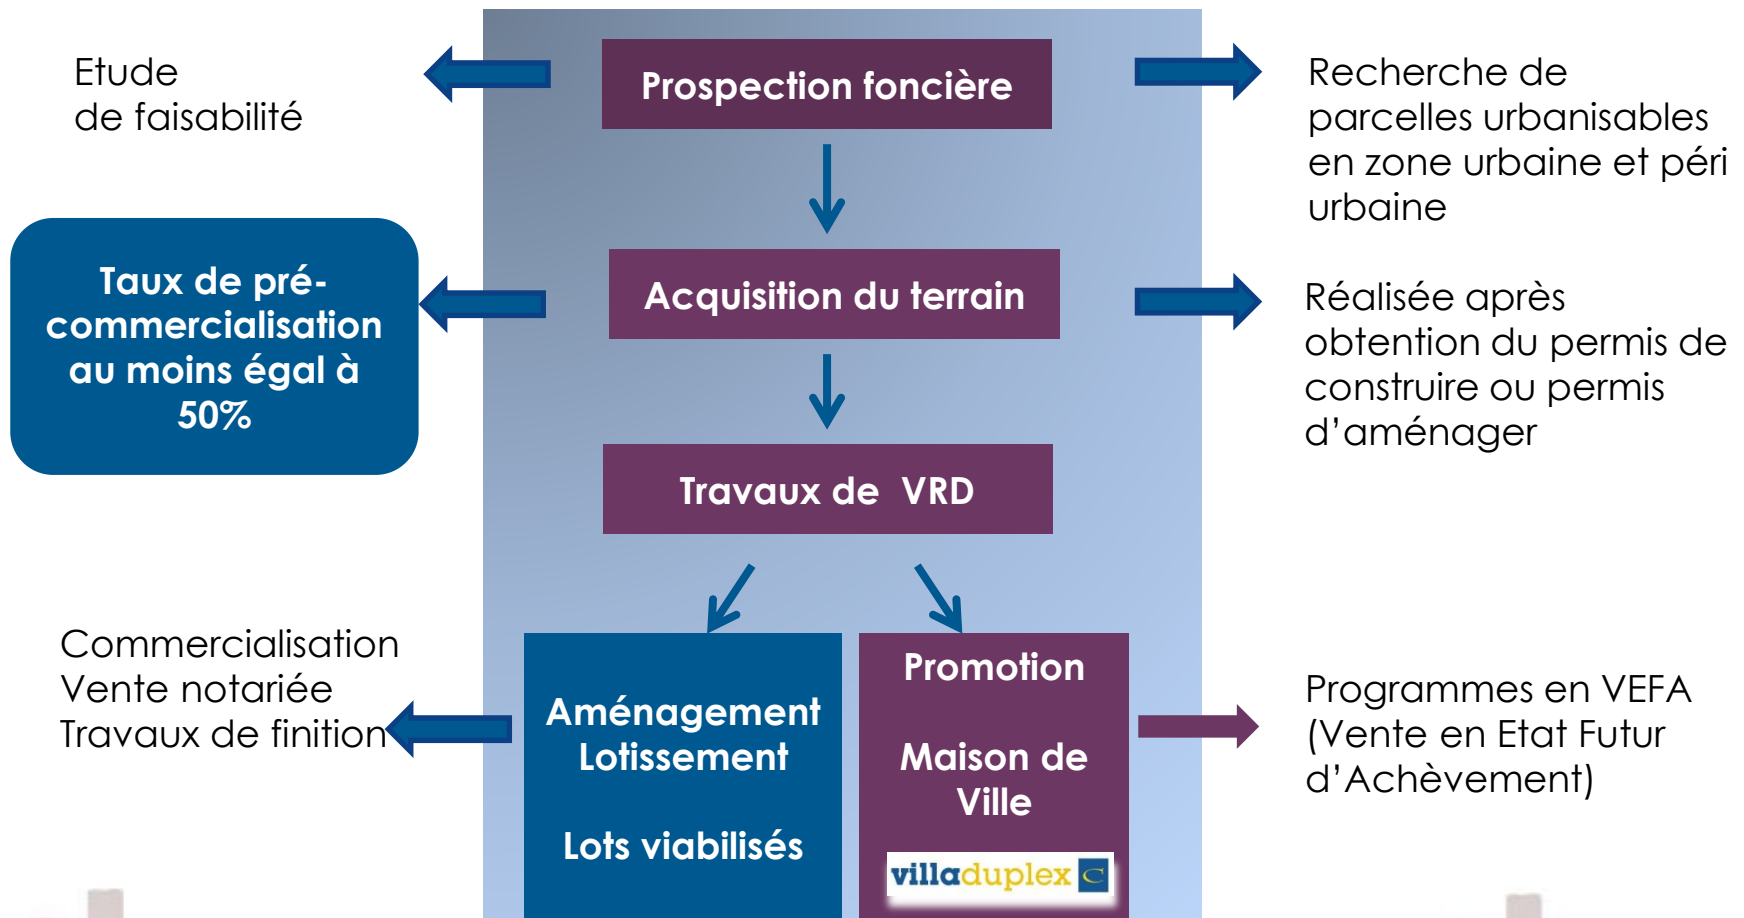 Etude
de faisabilité
Prospection foncière
Recherche de
parcelles urbanisables
en zone urbaine et péri
urbaine
Taux de pré-
commercialisation
au moins égal à
50%
Acquisition du terrain
Réalisée après
obtention du permis de
construire ou permis
d’aménager
Travaux de VRD
Commercialisation
Vente notariée
Travaux de finition
Aménagement
Lotissement
Lots viabilisés
Promotion
Maison de
Ville
villaduplex C
Programmes en VEFA
(Vente en Etat Futur
d’Achèvement)